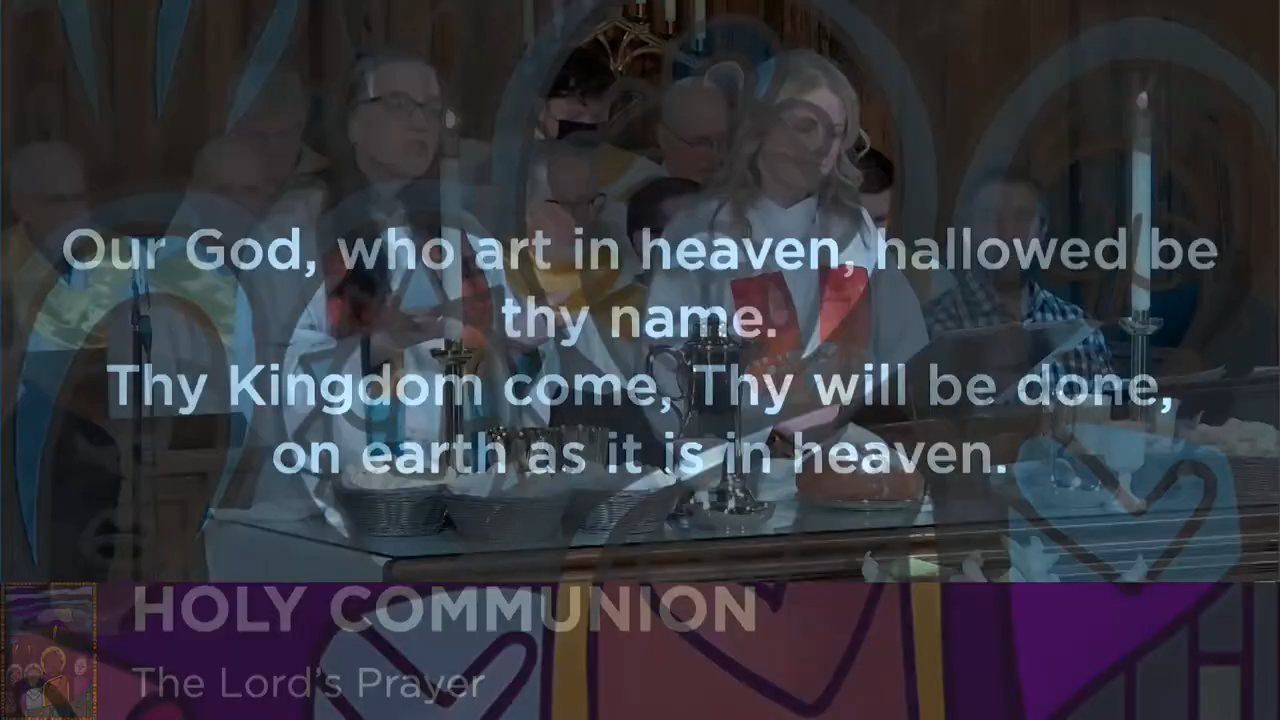 Our God, who art in heaven, hallowed be
thy name.
Thy Kingdom come, Thy will be done,
on earth as it is in heaven.
HOLY COMMUNION
The Lord's Prayer